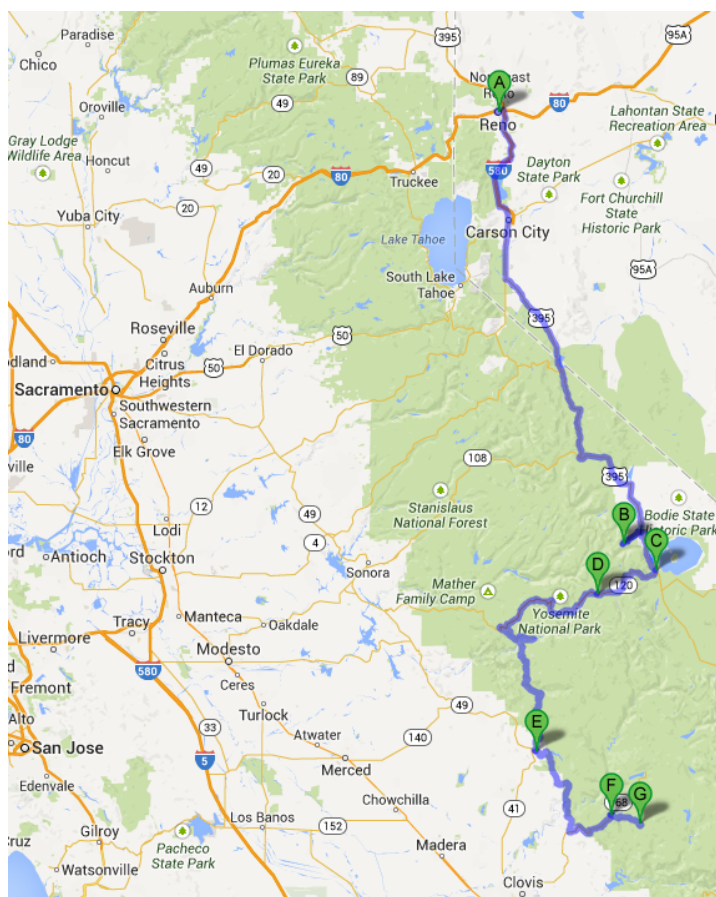 Paradise
Chico
Plumas Eureka
State Park
395
95A
89
49
Northeast
Reno
A
80
Oroville
Reno
Lahontan State
Recreation Area
Gray Lodge
Wildlife Area
Honcut
49
20
80
Truckee
580
Dayton
State Park
Fort Churchill
State
Historic Park
Yuba City
20
Carson City
Lake Tahoe
95A
South Lake
Tahoe
Auburn
395
Roseville
50
Citrus
Heights
El Dorado
50
Sacramento
Southwestern
Sacramento
80
Elk Grove
108
395
Stanislaus
National Forest
12
49
Bodie State
Historic Park
B
Lodi
4
C
Antioch
Stockton
Sonora
D
Mather
Family Camp
120
Yosemite
National Park
Tracy
Manteca
Oakdale
Livermore
Modesto
580
Ceres
Fremont
Turlock
49
33
Alto
Atwater
140
E
San Jose
5
Merced
Edenvale
Chowchilla
41
F
68
G
Gilroy
Los Banos
152
Pacheco
State Park
Madera
Watsonville
Clovis